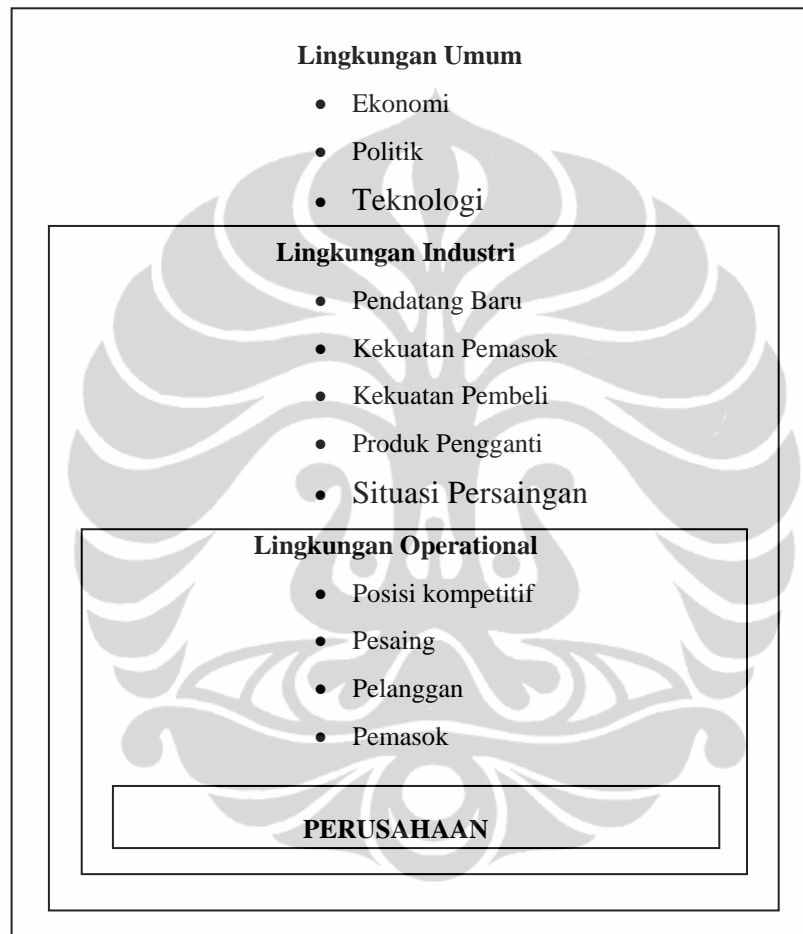 Lingkungan Umum
• Ekonomi
• Politik
• Teknologi
Lingkungan Industri
• Pendatang Baru
• Kekuatan Pemasok
• Kekuatan Pembeli
• Produk Pengganti
• Situasi Persaingan
Lingkungan Operational
• Posisi kompetitif
• Pesaing
• Pelanggan
• Pemasok
PERUSAHAAN